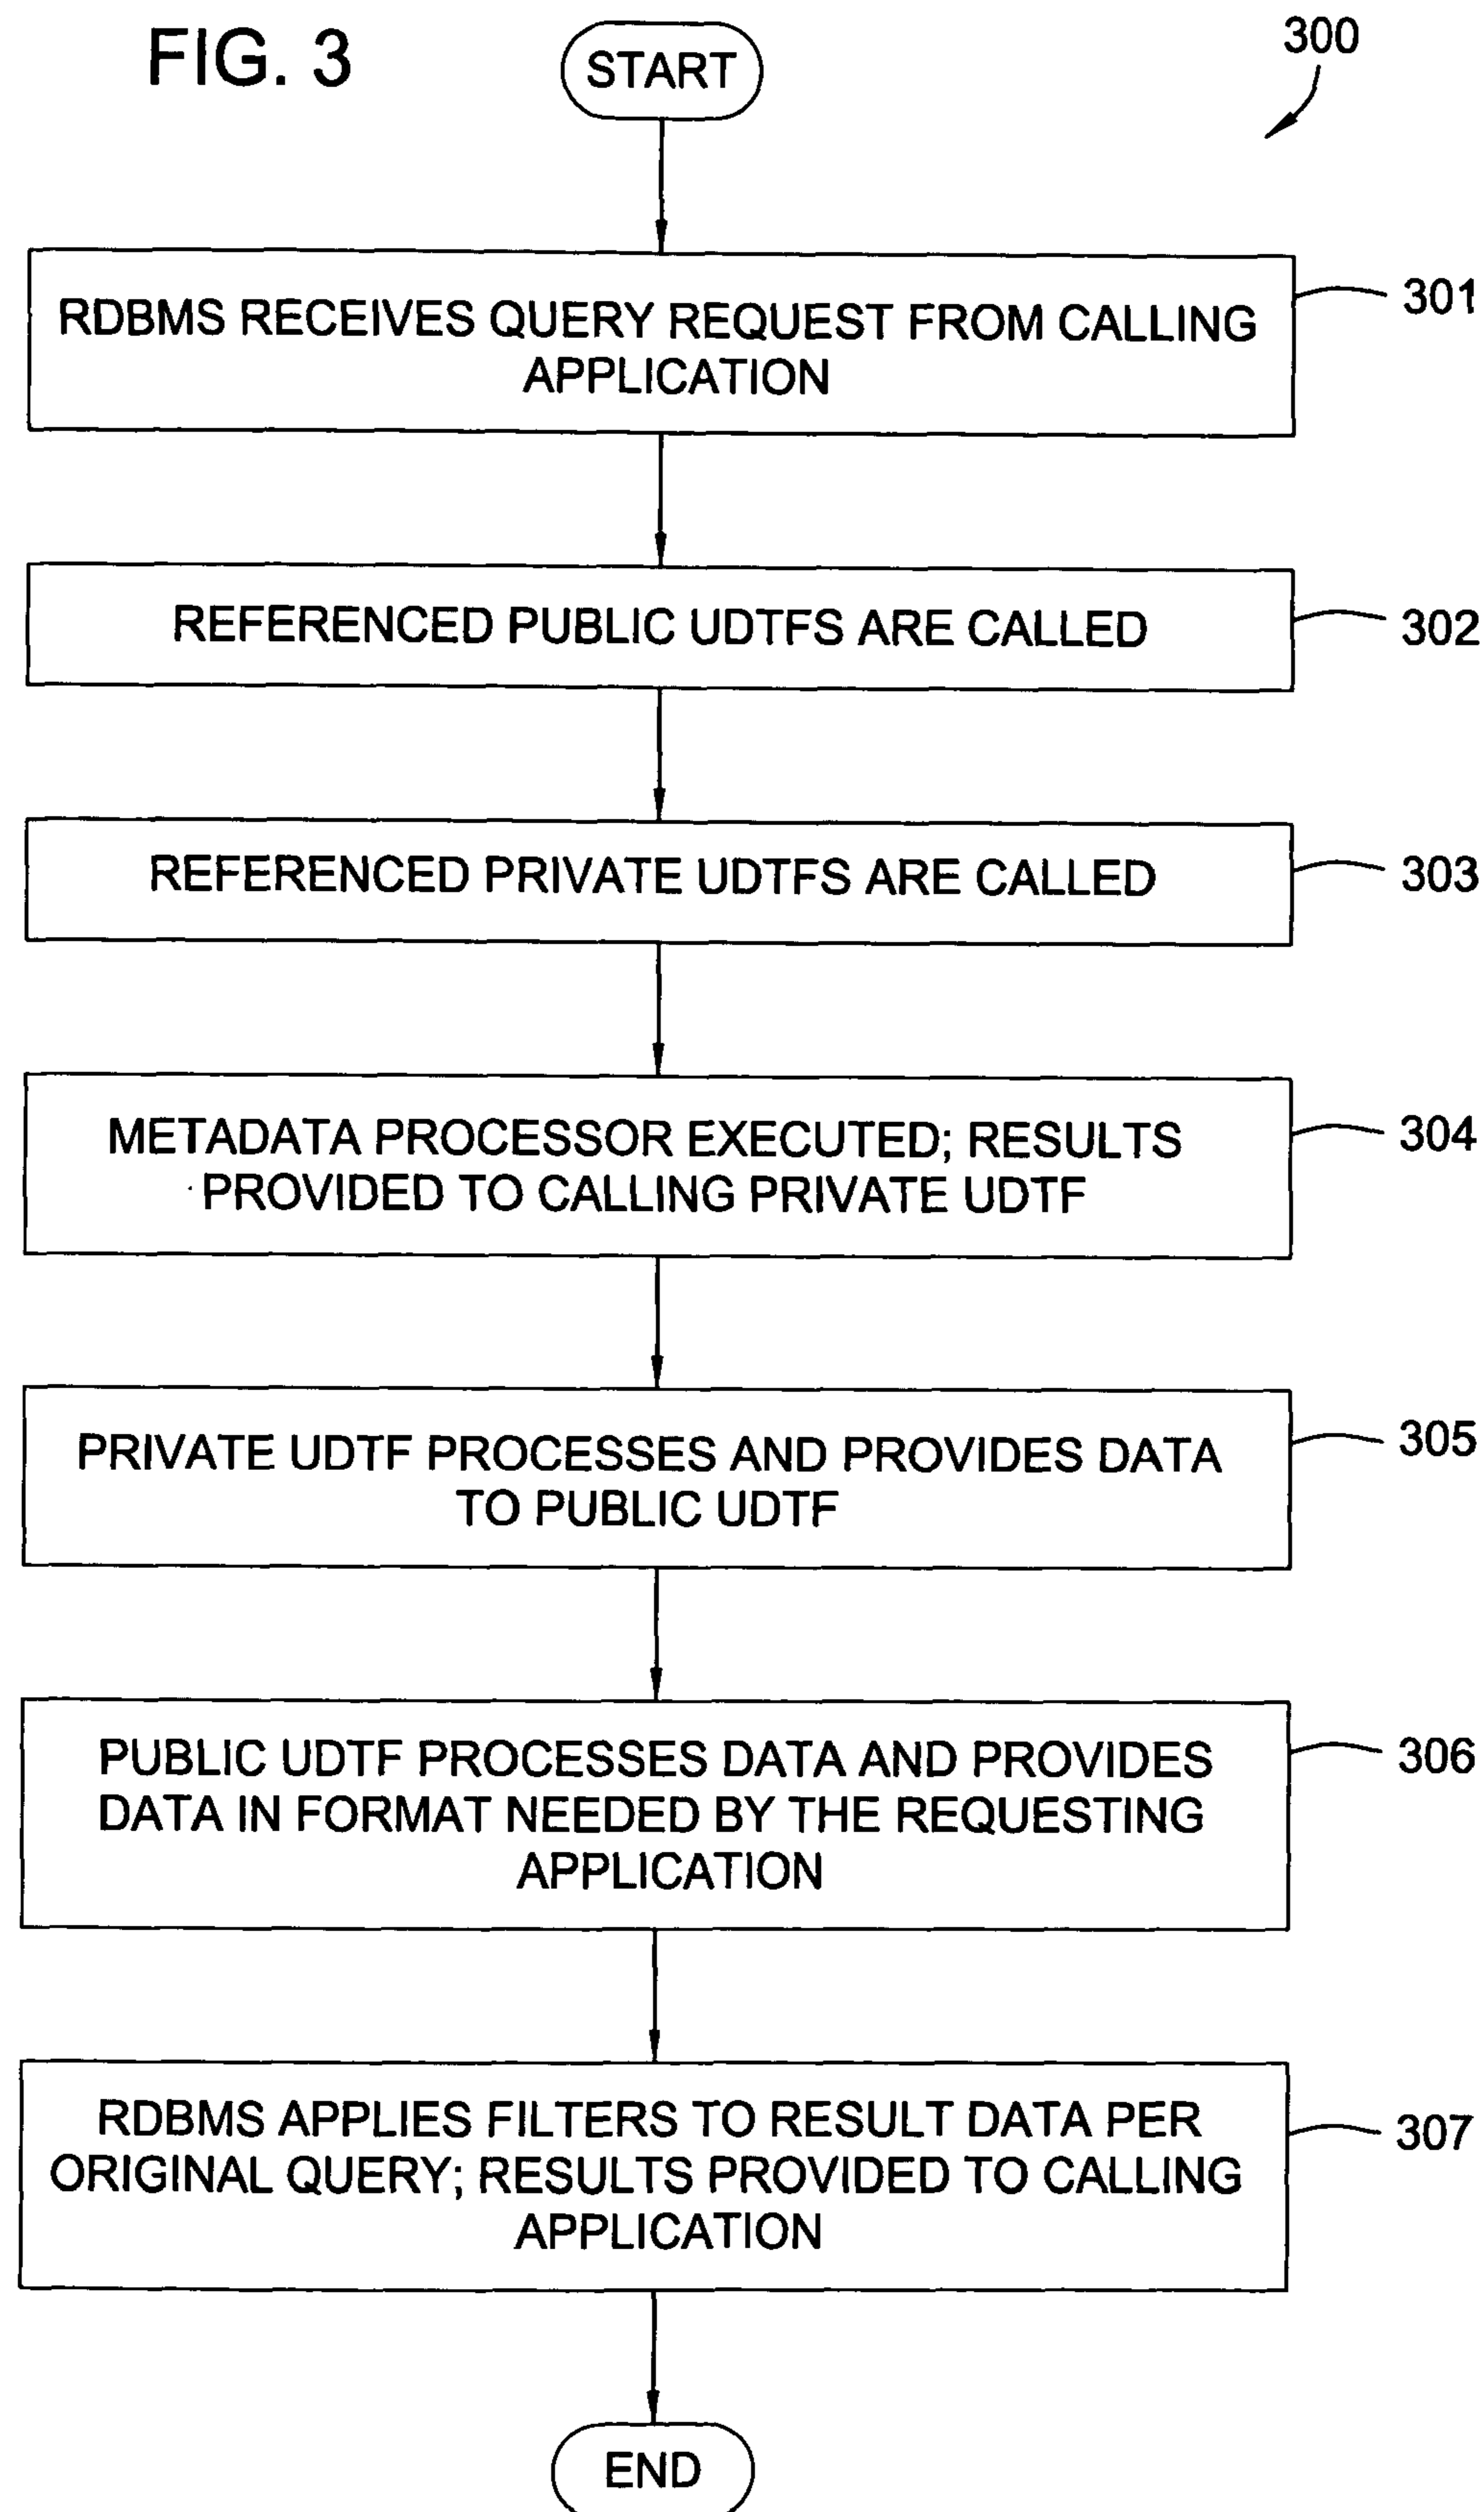 FIG. 3
START
300
RDBMS RECEIVES QUERY REQUEST FROM CALLING
APPLICATION
301
REFERENCED PUBLIC UDTFS ARE CALLED
302
REFERENCED PRIVATE UDTFS ARE CALLED
303
METADATA PROCESSOR EXECUTED; RESULTS
PROVIDED TO CALLING PRIVATE UDTF
304
PRIVATE UDTF PROCESSES AND PROVIDES DATA
TO PUBLIC UDTF
305
PUBLIC UDTF PROCESSES DATA AND PROVIDES
DATA IN FORMAT NEEDED BY THE REQUESTING
APPLICATION
306
RDBMS APPLIES FILTERS TO RESULT DATA PER
ORIGINAL QUERY; RESULTS PROVIDED TO CALLING
APPLICATION
307
END